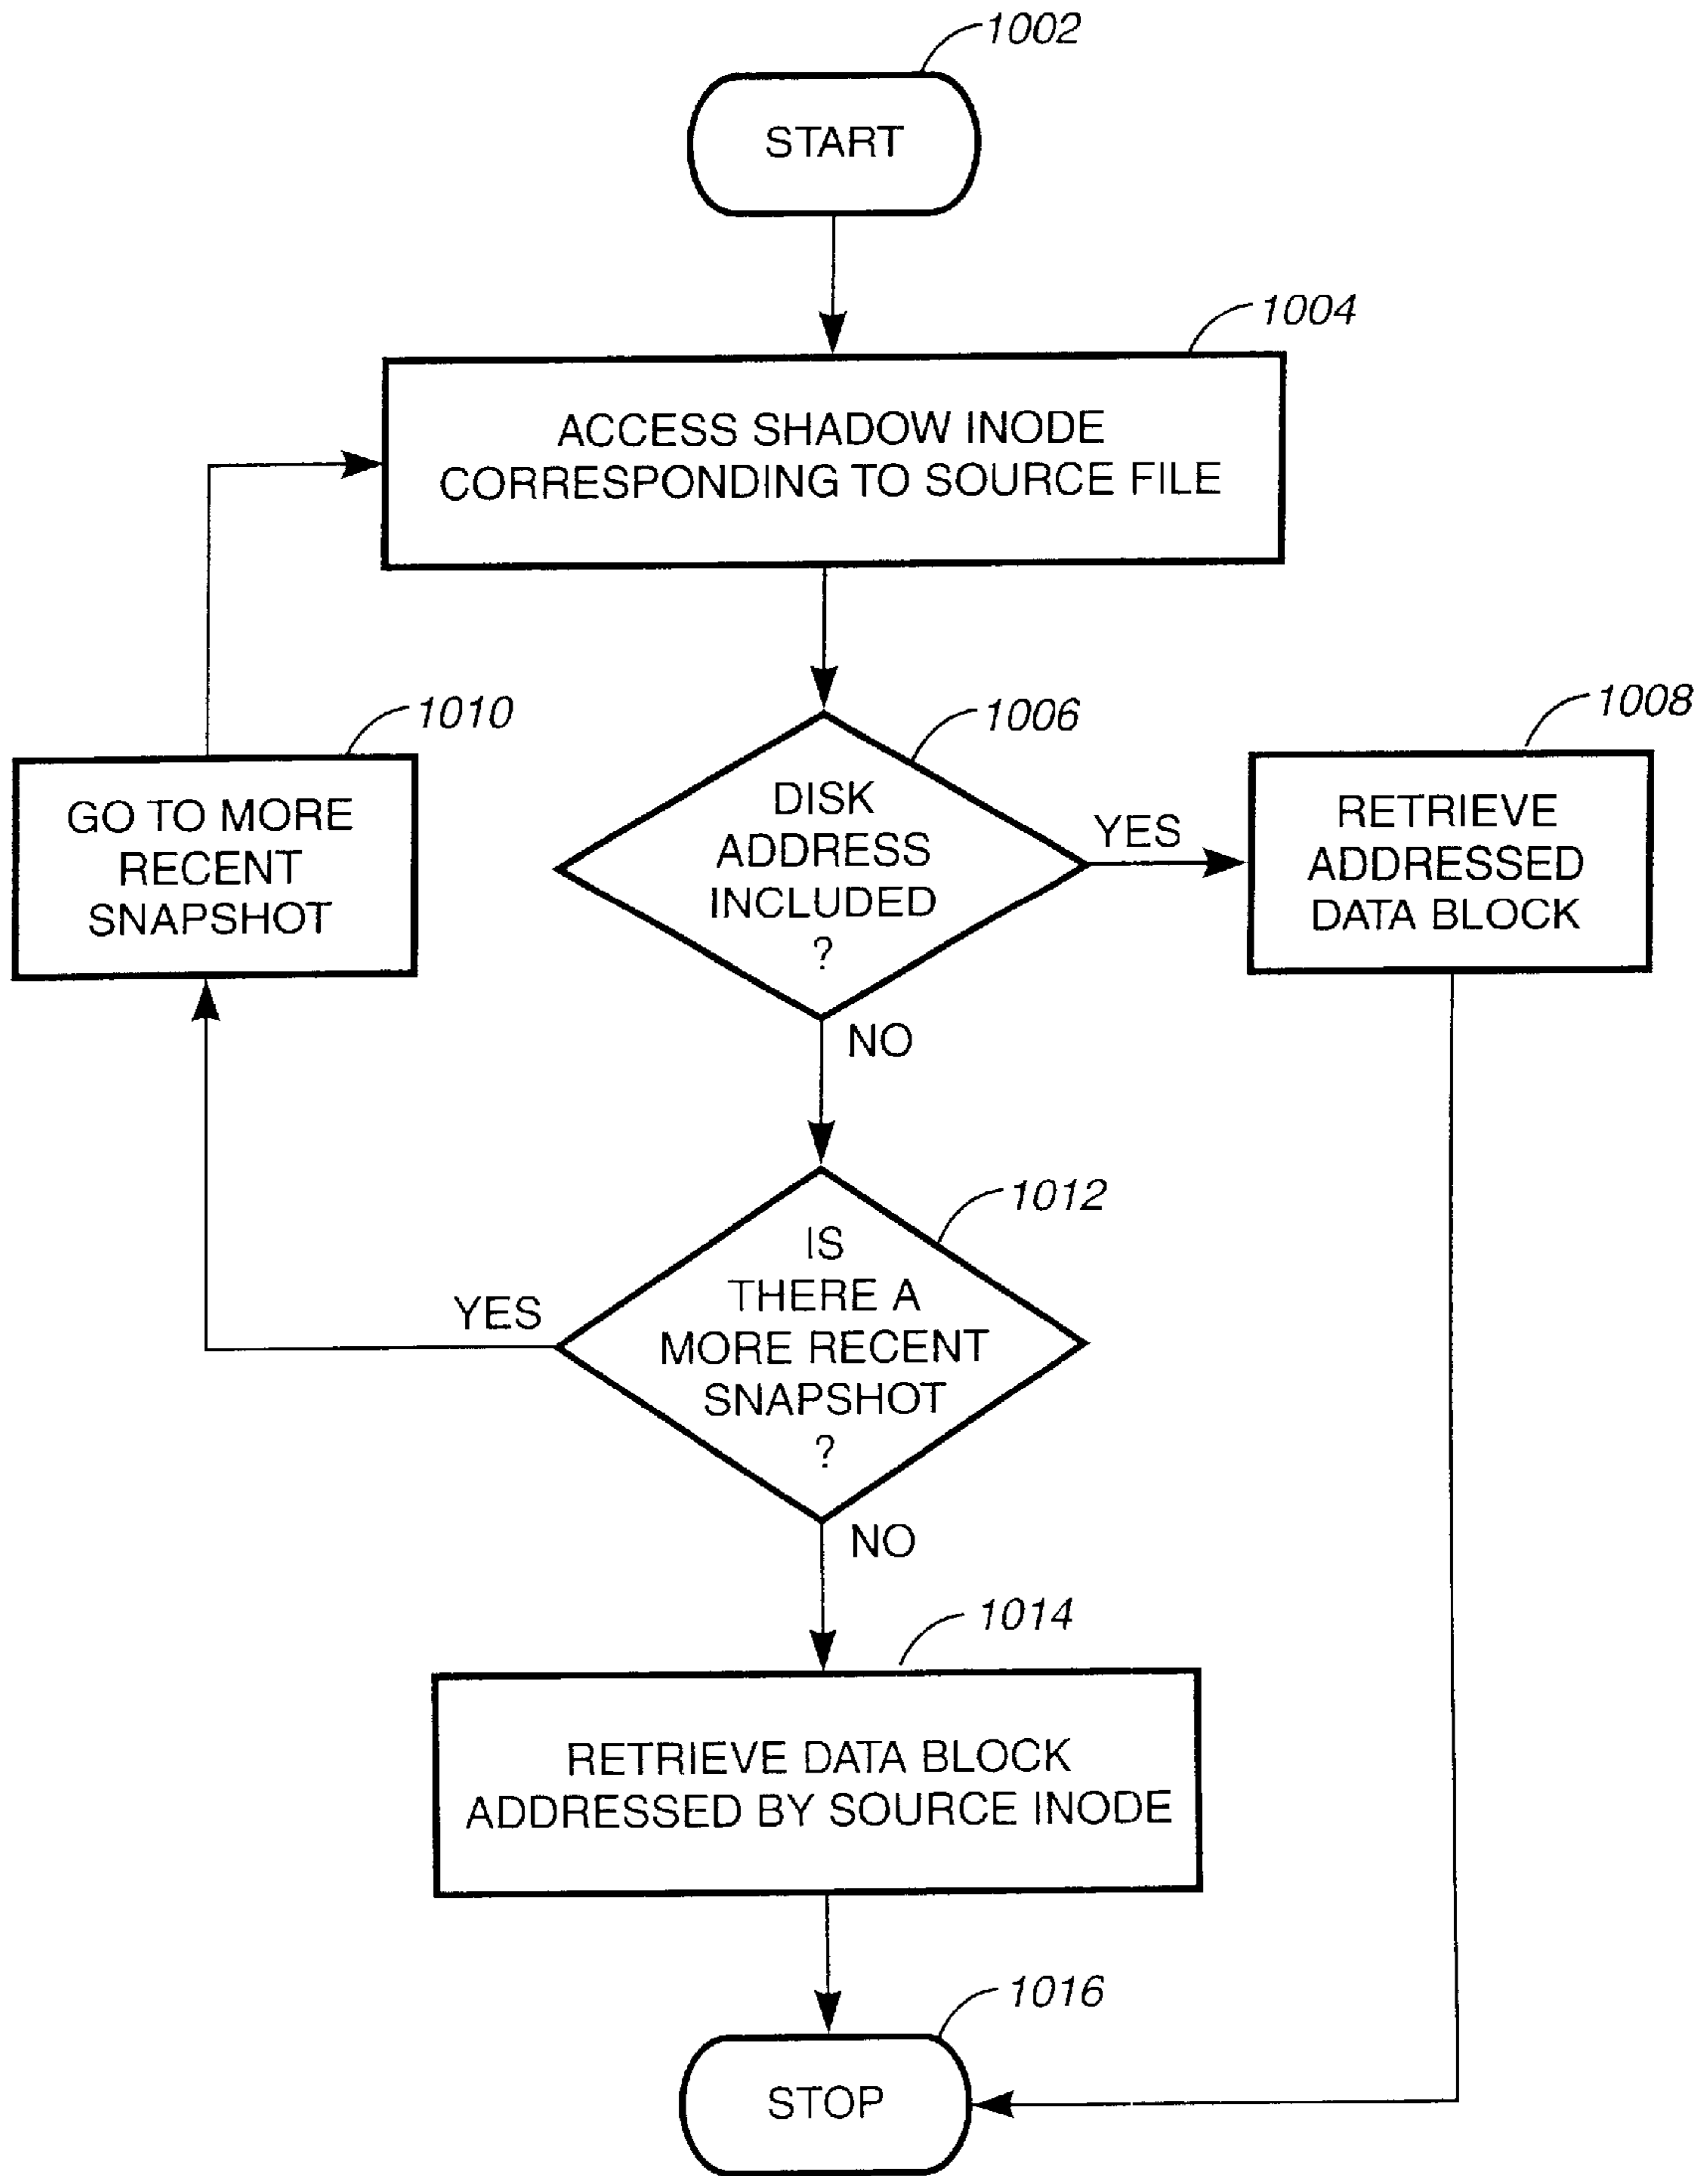 1002
START
1004
ACCESS SHADOW INODE
CORRESPONDING TO SOURCE FILE
1010
GO TO MORE
RECENT
SNAPSHOT
1006
DISK
ADDRESS
INCLUDED
?
YES
1008
RETRIEVE
ADDRESSED
DATA BLOCK
NO
1012
IS
THERE A
MORE RECENT
SNAPSHOT
?
YES
NO
1014
RETRIEVE DATA BLOCK
ADDRESSED BY SOURCE INODE
1016
STOP